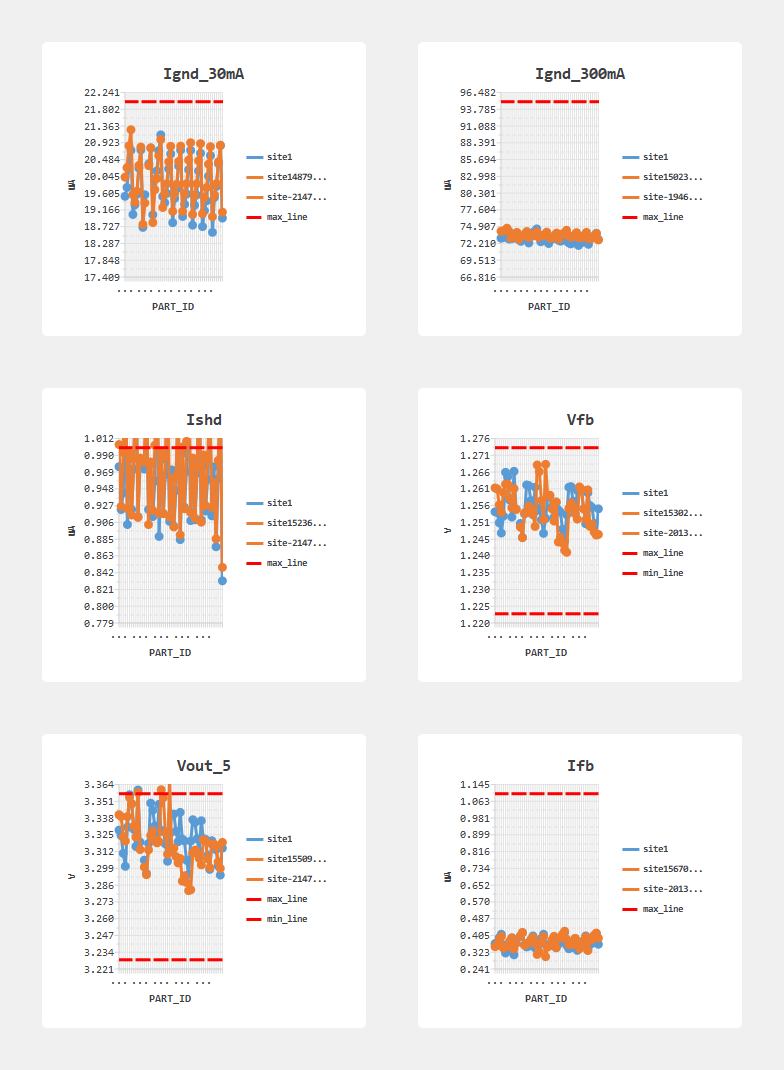 Ignd_30mA
22.241
21.802
21.363
20.923
20.484
20.045
19.605
19.166
18.727
18.287
17.848
17.409
uA
... ... ... ... ...
PART_ID
site1
site14879...
site-2147...
max_line
Ignd_300mA
96.482
93.785
91.088
88.391
85.694
82.998
80.301
77.604
74.907
72.210
69.513
66.816
uA
... ... ... ... ...
PART_ID
site1
site15023...
site-1946...
max_line
Ishd
1.012
0.990
0.969
0.948
0.927
0.906
0.885
0.863
0.842
0.821
0.800
0.779
uA
... ... ... ... ...
PART_ID
site1
site15236...
site-2147...
max_line
Vfb
1.276
1.271
1.266
1.261
1.256
1.251
1.245
1.240
1.235
1.230
1.225
1.220
V
... ... ... ... ...
PART_ID
site1
site15302...
site-2013...
max_line
min_line
Vout_5
3.364
3.351
3.338
3.325
3.312
3.299
3.286
3.273
3.260
3.247
3.234
3.221
V
... ... ... ... ...
PART_ID
site1
site15509...
site-2147...
max_line
min_line
Ifb
1.145
1.063
0.981
0.899
0.816
0.734
0.652
0.570
0.487
0.405
0.323
0.241
uA
... ... ... ... ...
PART_ID
site1
site15670...
site-2013...
max_line